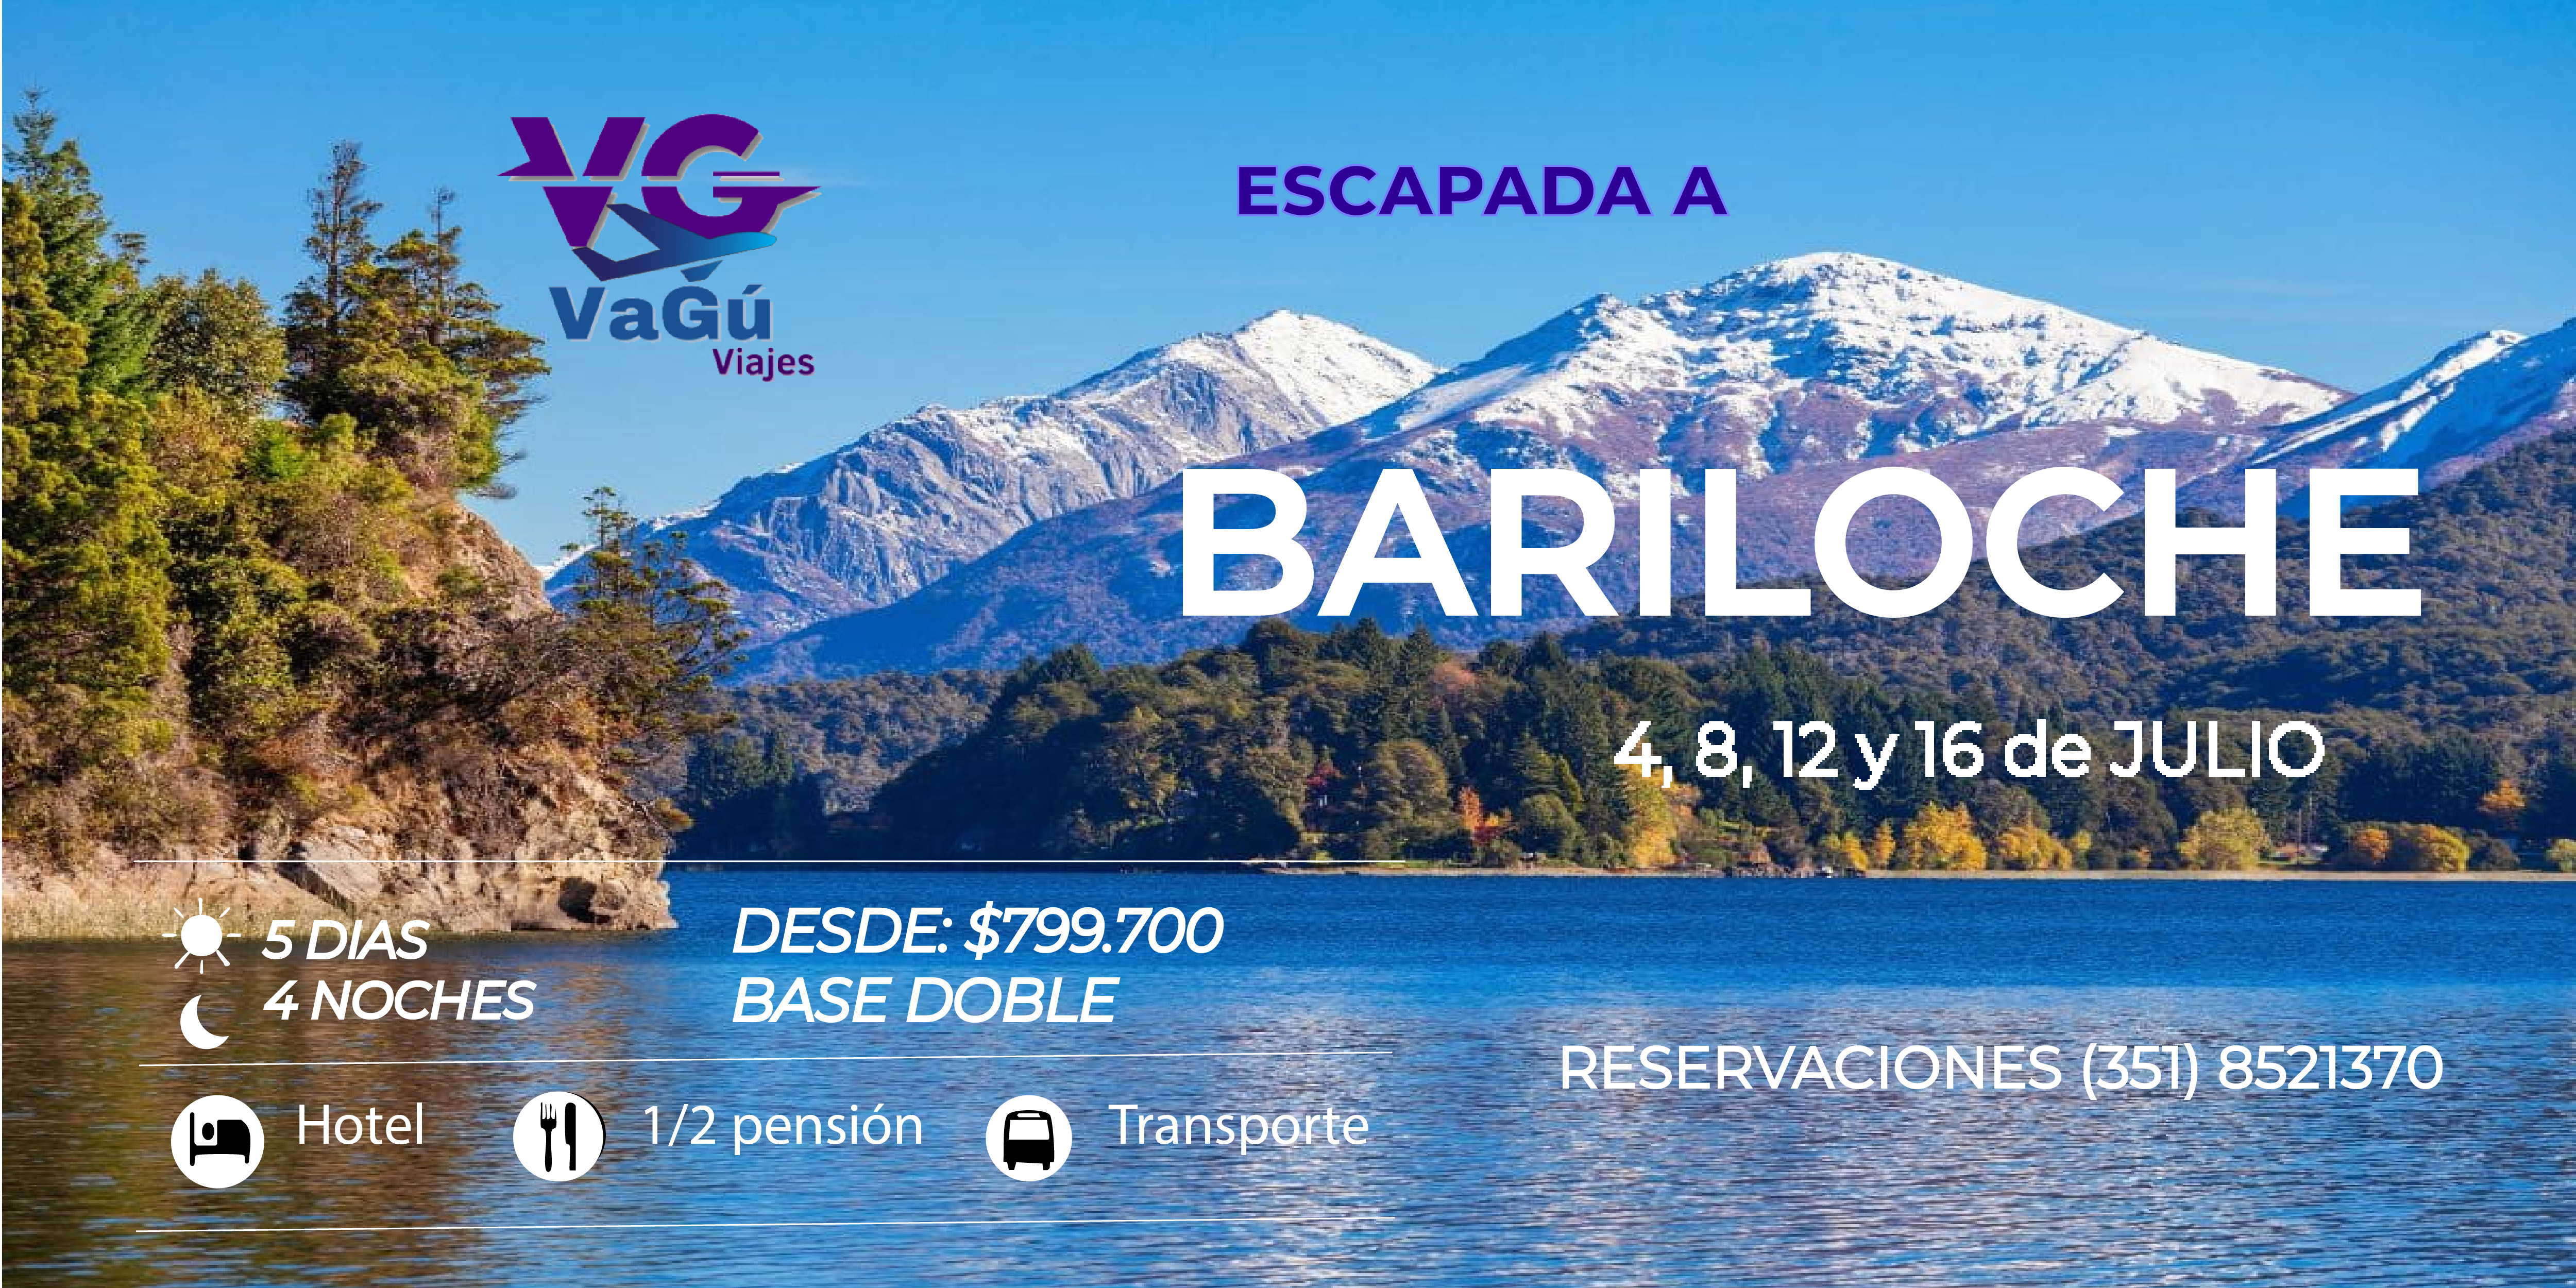 VG
VaGú
Viajes
ESCAPADA A
BARILOCHE
4, 8, 12 y 16 de JULIO
5 DIAS
4 NOCHES
DESDE: $799.700
BASE DOBLE
Hotel
1/2 pensión
Transporte
RESERVACIONES (351) 8521370